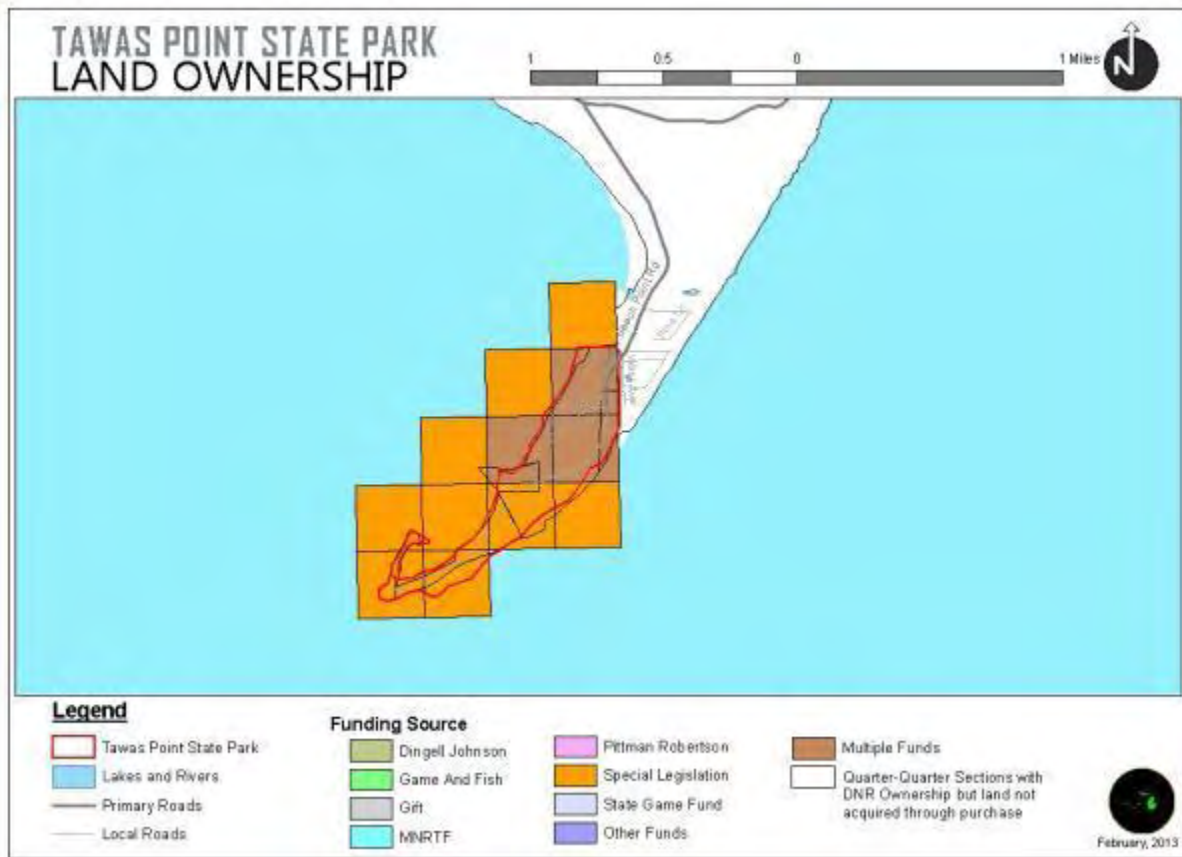 TAWAS POINT STATE PARK
LAND OWNERSHIP
1 0.5 0 1 Miles
N
Point Rd
Legend
Tawas Point State Park
Lakes and Rivers
Primary Roads
Local Roads
Funding Source
Dingell Johnson
Game And Fish
Gift
MNRTF
Pittman Robertson
Special Legislation
State Game Fund
Other Funds
Multiple Funds
Quarter-Quarter Sections with
DNR Ownership but land not
acquired through purchase
February, 2013